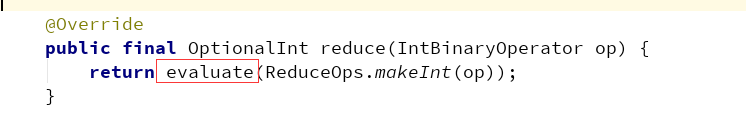 @Override
public final OptionalInt reduce(IntBinaryOperator op) {
return evaluate(ReduceOps.makeInt(op));
}